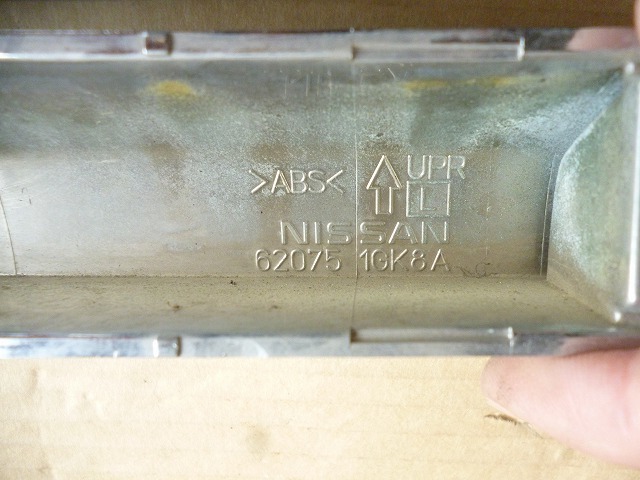 >ABS< UPR
L
NISSAN
62075 1GK8A